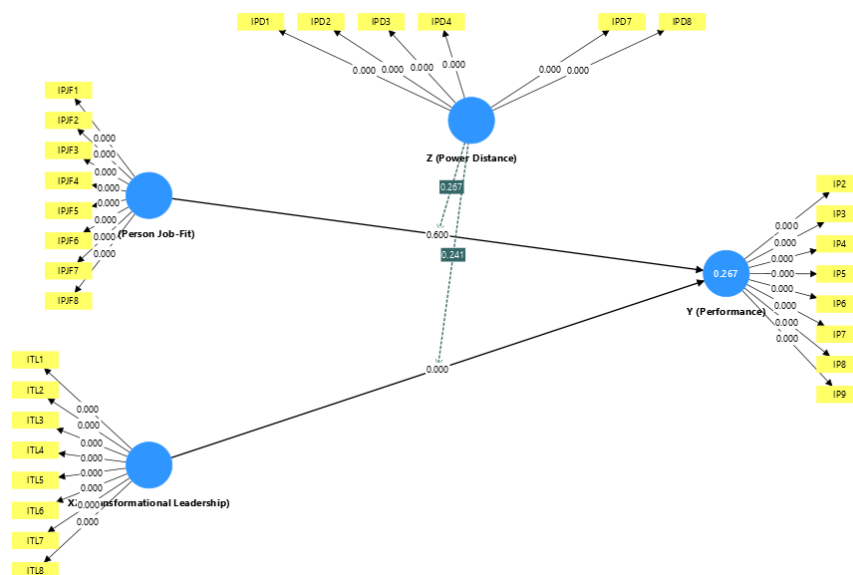 IPD1 IPD2 IPD3 IPD4 IPD7 IPD8
0.000 0.000 0.000 0.000 0.000 0.000
Z (Power Distance)
IPJF1
IPJF2
IPJF3
IPJF4
IPJF5
IPJF6
IPJF7
IPJF8
0.000
0.000
0.000
0.000
0.000
0.000
0.000
0.000
(Person Job-Fit)
0.267
0.600
0.241
0.000
0.267
Y (Performance)
IP2
IP3
IP4
IP5
IP6
IP7
IP8
IP9
0.000
0.000
0.000
0.000
0.000
0.000
0.000
0.000
ITL1
ITL2
ITL3
ITL4
ITL5
ITL6
ITL7
ITL8
0.000
0.000
0.000
0.000
0.000
0.000
0.000
0.000
nsformational Leadership)